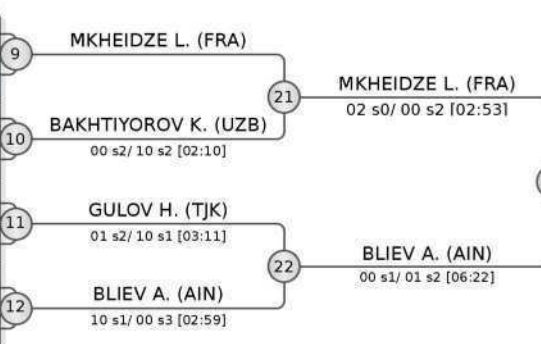 9
MKHEIDZE L. (FRA)
21
MKHEIDZE L. (FRA)
02 s0/ 00 s2 [02:53]
10
BAKHTIYOROV K. (UZB)
00 s2/ 10 s2 [02:10]
11
GULOV H. (TJK)
01 s2/ 10 s1 [03:11]
22
BLIEV A. (AIN)
00 s1/ 01 s2 [06:22]
12
BLIEV A. (AIN)
10 s1/ 00 s3 [02:59]